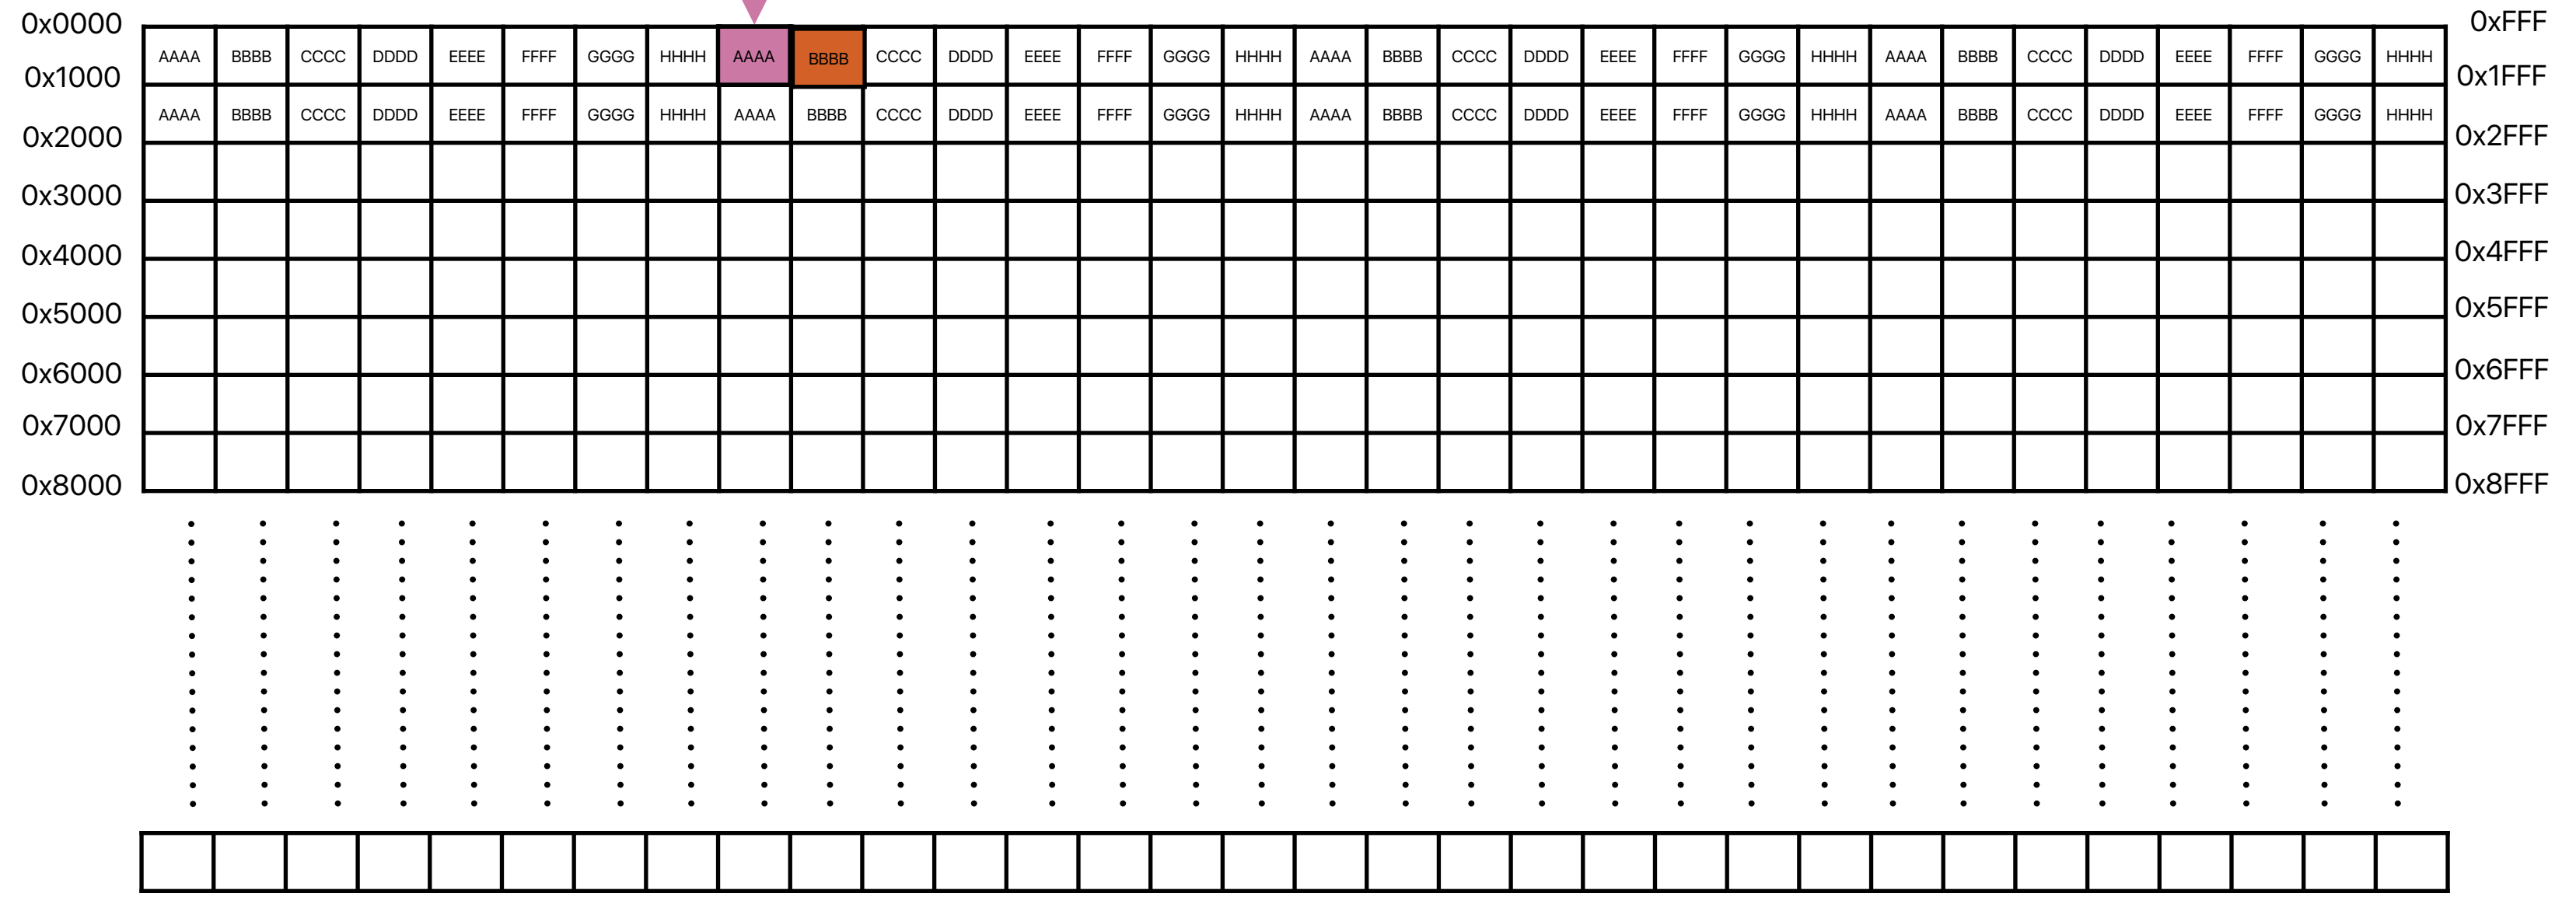 0x0000 0xFFF
AAAA BBBB CCCC DDDD EEEE FFFF GGGG HHHH AAAA BBBB CCCC DDDD EEEE FFFF GGGG HHHH AAAA BBBB CCCC DDDD EEEE FFFF GGGG HHHH AAAA BBBB CCCC DDDD EEEE FFFF GGGG HHHH
0x1000 0x1FFF
AAAA BBBB CCCC DDDD EEEE FFFF GGGG HHHH AAAA BBBB CCCC DDDD EEEE FFFF GGGG HHHH AAAA BBBB CCCC DDDD EEEE FFFF GGGG HHHH AAAA BBBB CCCC DDDD EEEE FFFF GGGG HHHH
0x2000 0x2FFF
0x3000 0x3FFF
0x4000 0x4FFF
0x5000 0x5FFF
0x6000 0x6FFF
0x7000 0x7FFF
0x8000 0x8FFF